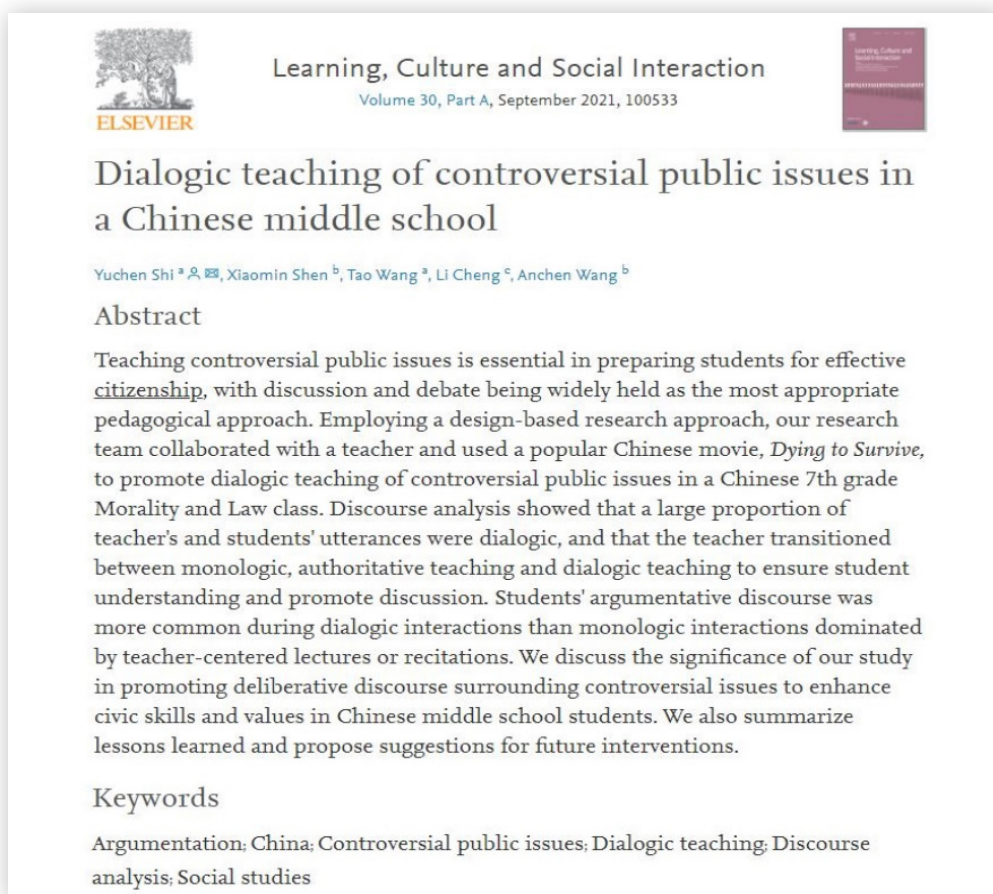 ELSEVIER
Learning, Culture and Social Interaction
Volume 30, Part A, September 2021, 100533
Learning, Culture and
Social Interaction
Dialogic teaching of controversial public issues in
a Chinese middle school
Yuchen Shi a, Xiaomin Shen b, Tao Wang a, Li Cheng c, Anchen Wang b
Abstract
Teaching controversial public issues is essential in preparing students for effective
citizenship, with discussion and debate being widely held as the most appropriate
pedagogical approach. Employing a design-based research approach, our research
team collaborated with a teacher and used a popular Chinese movie, Dying to Survive,
to promote dialogic teaching of controversial public issues in a Chinese 7th grade
Morality and Law class. Discourse analysis showed that a large proportion of
teacher's and students' utterances were dialogic, and that the teacher transitioned
between monologic, authoritative teaching and dialogic teaching to ensure student
understanding and promote discussion. Students' argumentative discourse was
more common during dialogic interactions than monologic interactions dominated
by teacher-centered lectures or recitations. We discuss the significance of our study
in promoting deliberative discourse surrounding controversial issues to enhance
civic skills and values in Chinese middle school students. We also summarize
lessons learned and propose suggestions for future interventions.
Keywords
Argumentation; China; Controversial public issues; Dialogic teaching; Discourse
analysis; Social studies